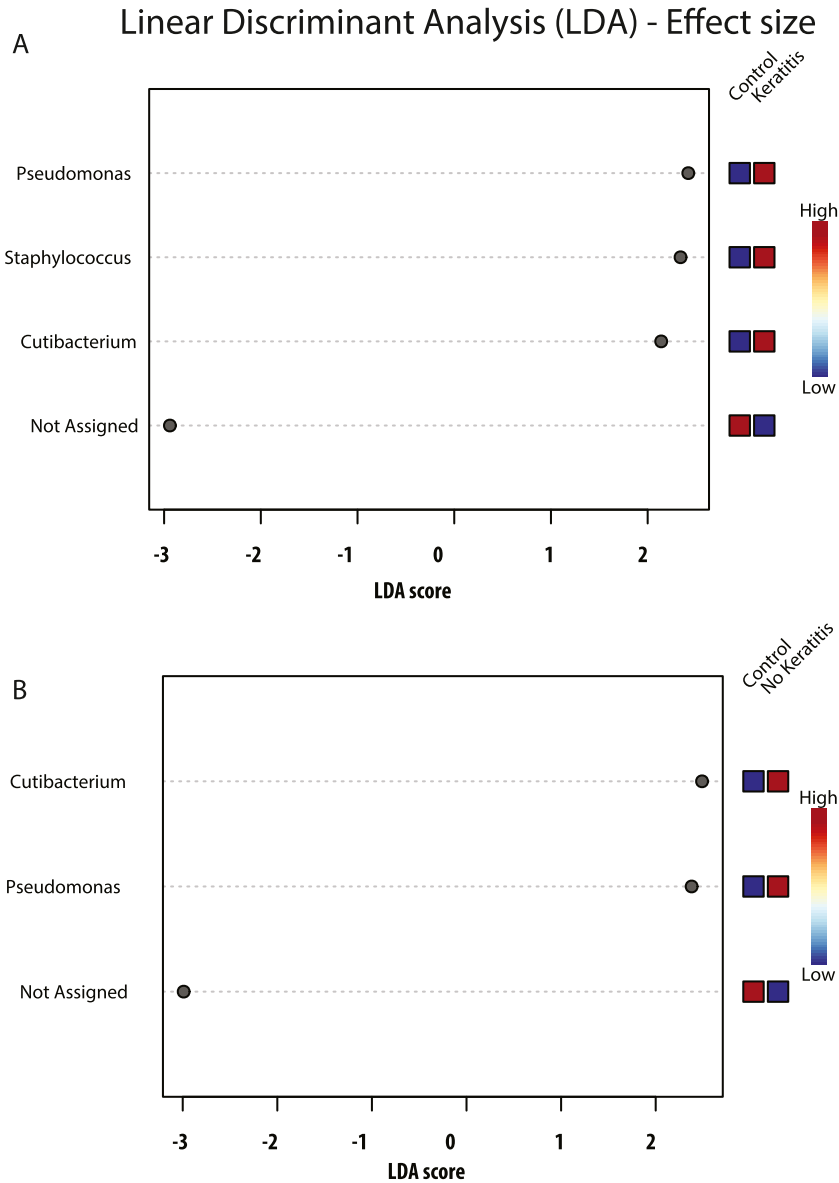 Linear Discriminant Analysis (LDA) - Effect size
A
Control
Keratitis
Pseudomonas
Staphylococcus
Cutibacterium
Not Assigned
High
Low
-3 -2 -1 0 1 2
LDA score
B
Control
No Keratitis
Cutibacterium
Pseudomonas
Not Assigned
High
Low
-3 -2 -1 0 1 2
LDA score